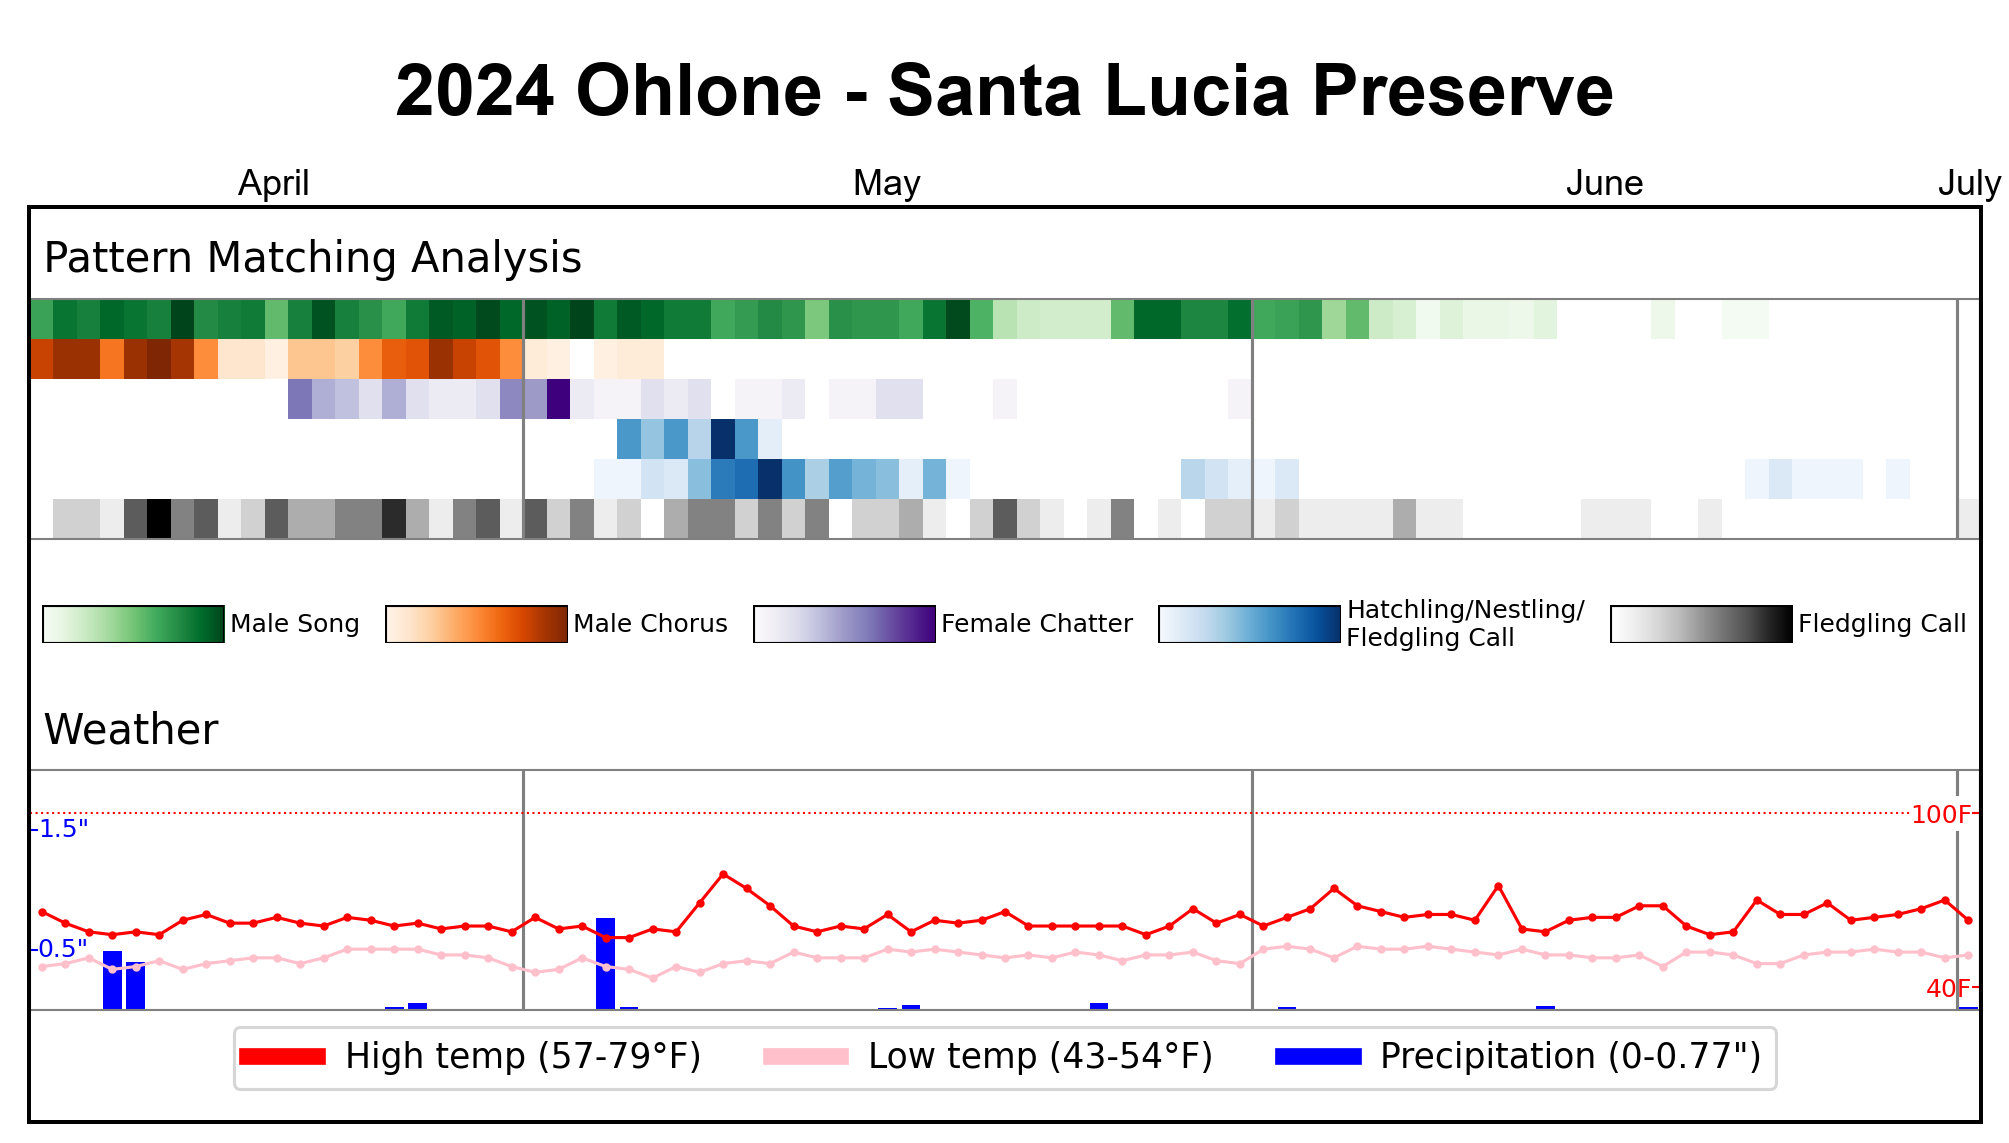 2024 Ohlone - Santa Lucia Preserve
April May June July
Pattern Matching Analysis
Male Song
Male Chorus
Female Chatter
Hatchling/Nestling/
Fledgling Call
Fledgling Call
Weather
100F
1.5"
0.5"
40F
High temp (57-79°F)
Low temp (43-54°F)
Precipitation (0-0.77")